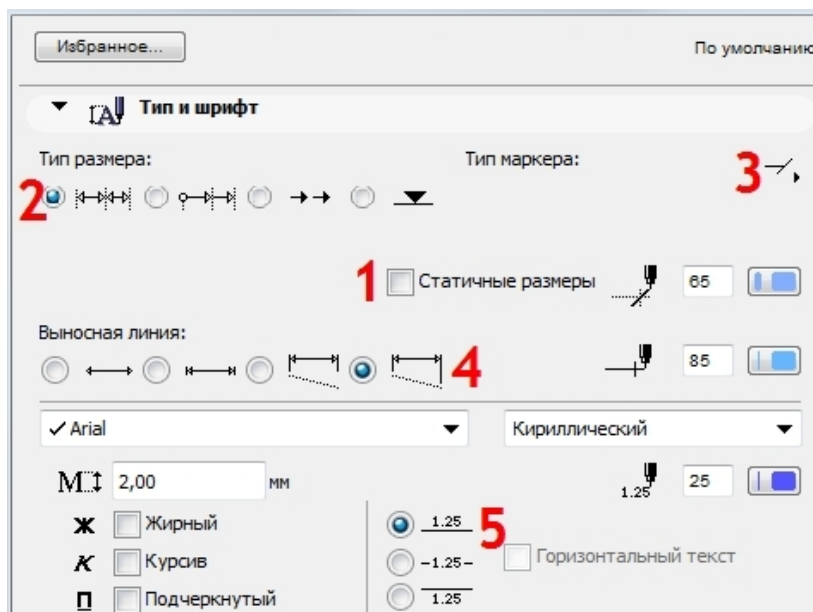 Избранное...
По умолчанию
Тип и шрифт
Тип размера:
Тип маркера:
3
2
1
Статичные размеры
65
Выносная линия:
4
85
Arial
Кириллический
М
2,00
мм
1.25
25
Ж
Жирный
1.25
5
К
Курсив
-1.25-
Горизонтальный текст
П
Подчеркнутый
1.25